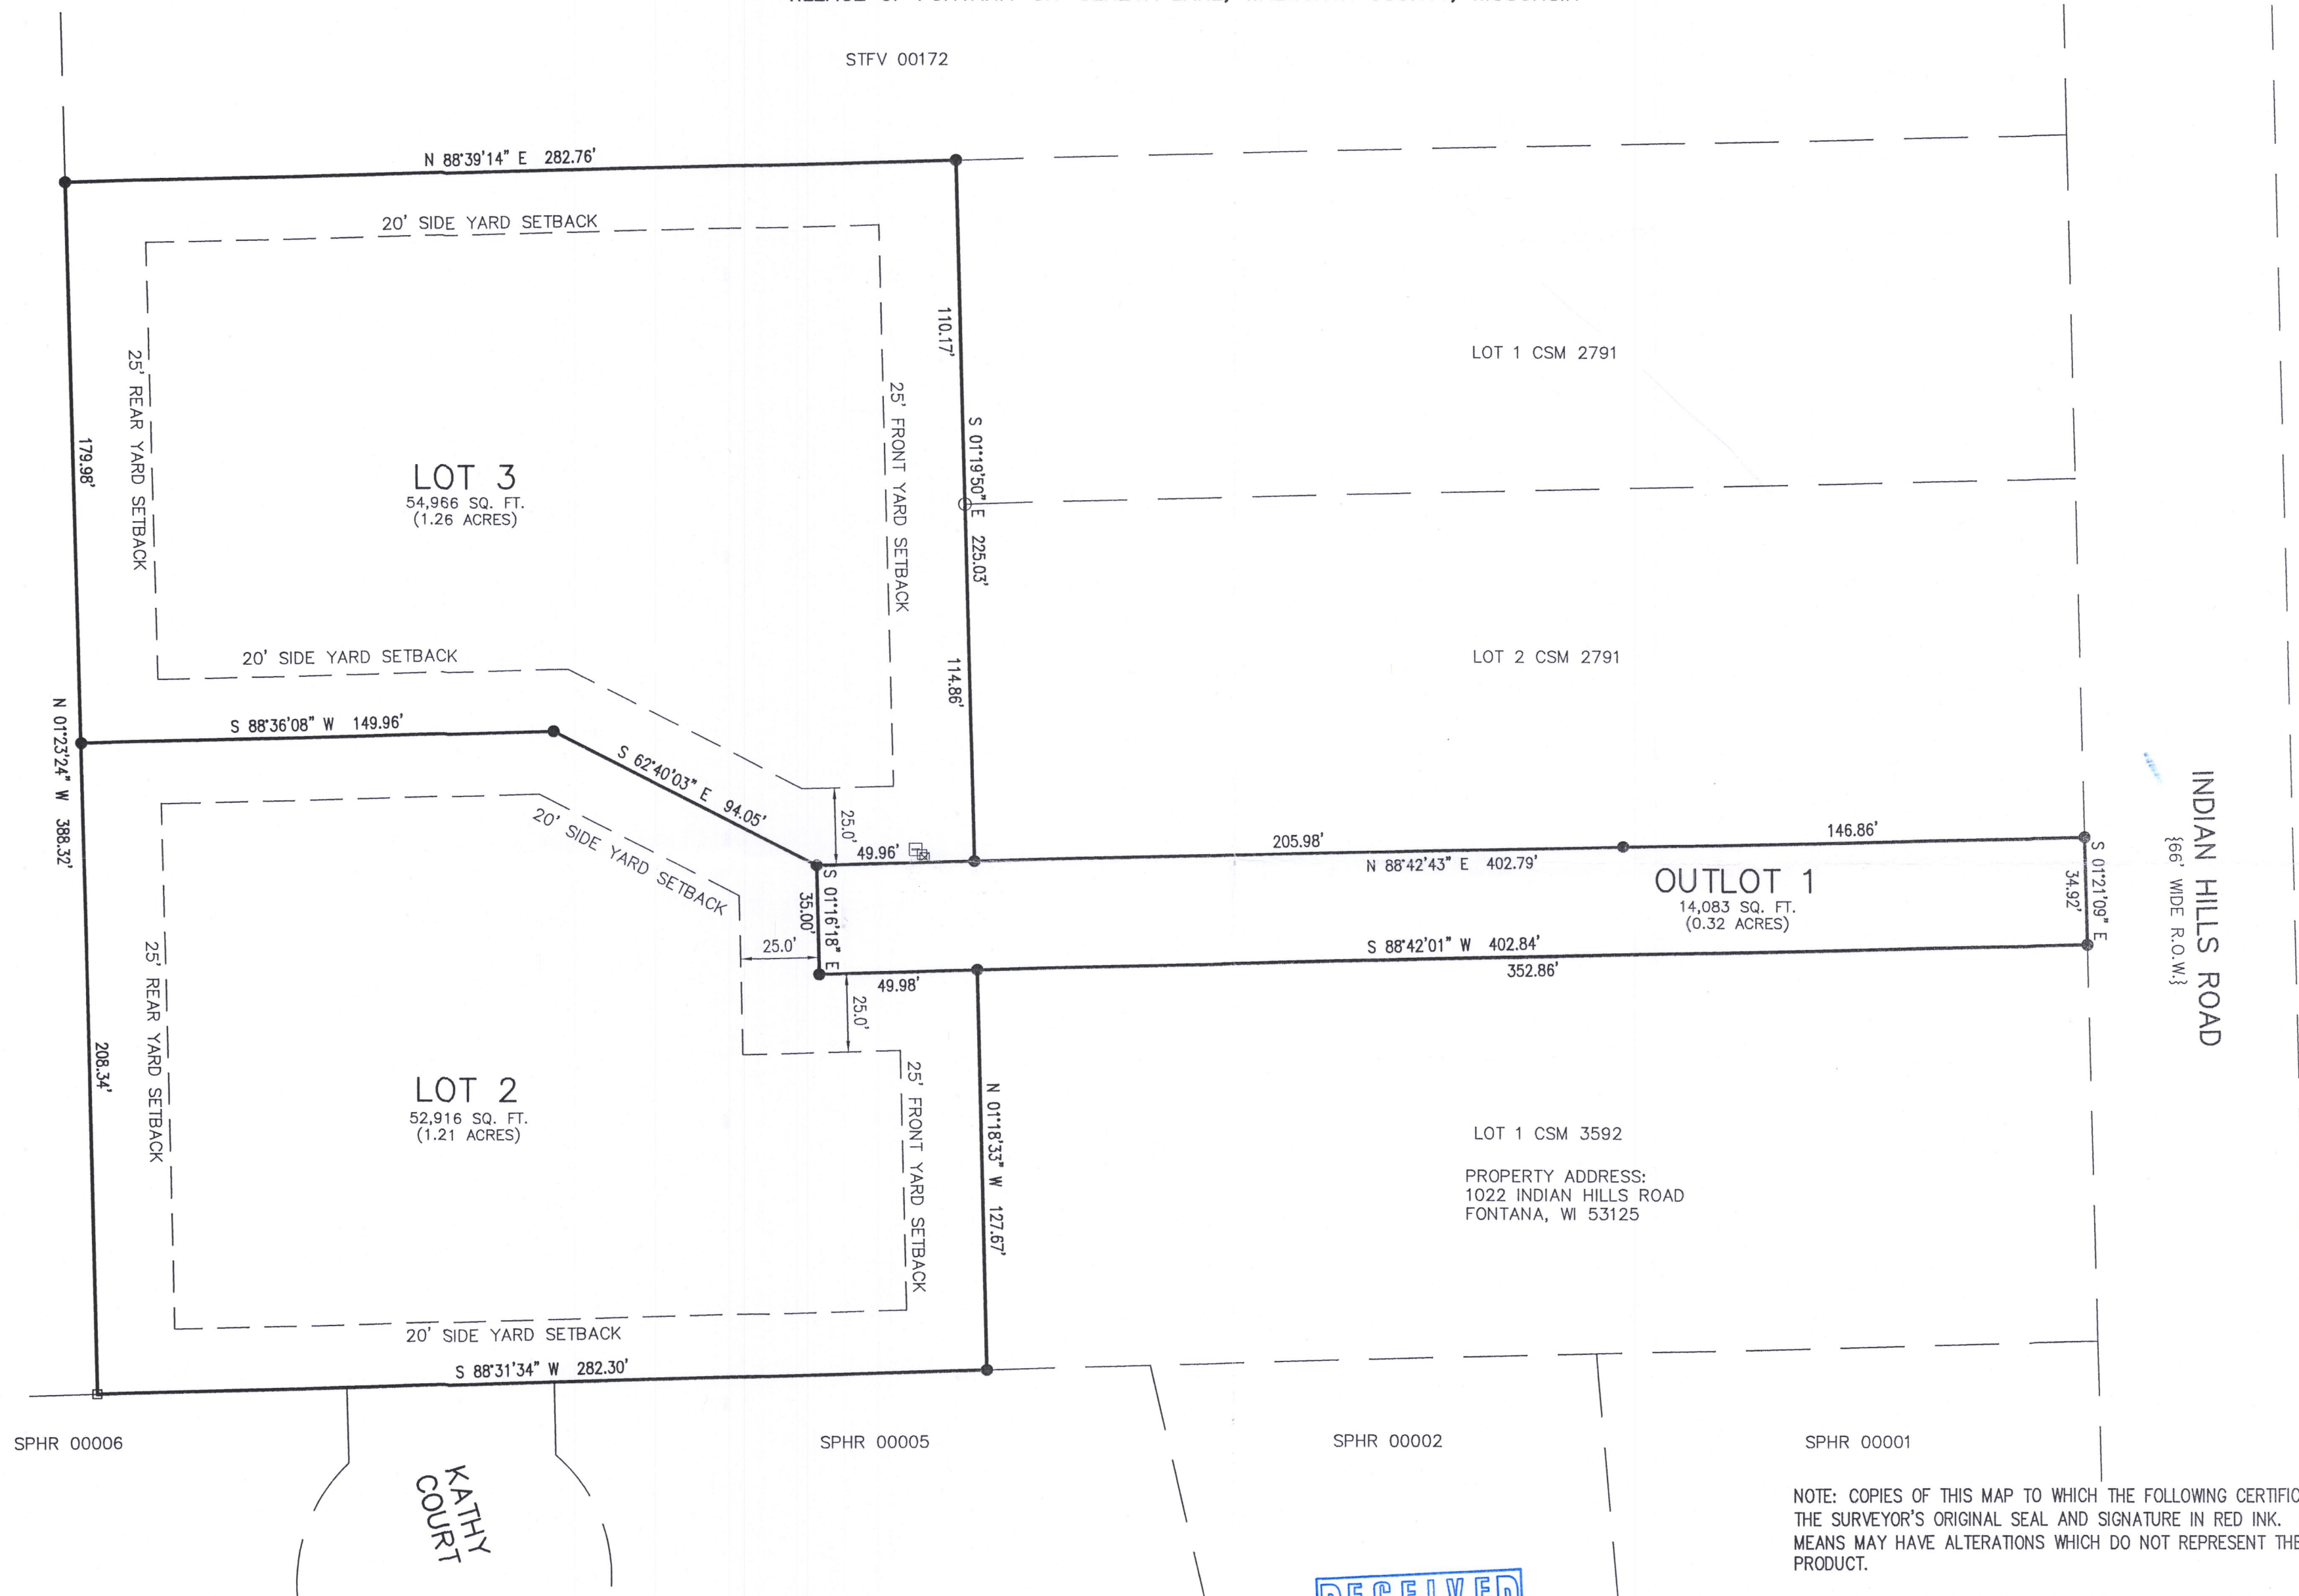 STFV 00172
N 88°39'14" E 282.76'
20' SIDE YARD SETBACK
110.17'
25' REAR YARD SETBACK
25' FRONT YARD SETBACK
LOT 1 CSM 2791
179.98'
LOT 3
54,966 SQ. FT.
(1.26 ACRES)
S 01°19'50" E 225.03'
20' SIDE YARD SETBACK
114.86'
LOT 2 CSM 2791
N 01°23'24" W 388.32'
S 88°36'08" W 149.96'
S 62°40'03" E 94.05'
20' SIDE YARD SETBACK
25.0'
49.96'
T
205.98'
146.86'
N 88°42'43" E 402.79'
OUTLOT 1
14,083 SQ. FT.
(0.32 ACRES)
S 01°21'09" E
34.92'
INDIAN HILLS ROAD
{66' WIDE R.O.W.}
S 01°16'18" E
35.00'
25.0'
S 88°42'01" W 402.84'
352.86'
49.98'
25.0'
25' REAR YARD SETBACK
208.34'
LOT 2
52,916 SQ. FT.
(1.21 ACRES)
25' FRONT YARD SETBACK
N 01°18'33" W 127.67'
LOT 1 CSM 3592
PROPERTY ADDRESS:
1022 INDIAN HILLS ROAD
FONTANA, WI 53125
20' SIDE YARD SETBACK
S 88°31'34" W 282.30'
SPHR 00006
SPHR 00005
SPHR 00002
SPHR 00001
KATHY
COURT
NOTE: COPIES OF THIS MAP TO WHICH THE FOLLOWING CERTIFIC
THE SURVEYOR'S ORIGINAL SEAL AND SIGNATURE IN RED INK.
MEANS MAY HAVE ALTERATIONS WHICH DO NOT REPRESENT THE
PRODUCT.
RECEIVED